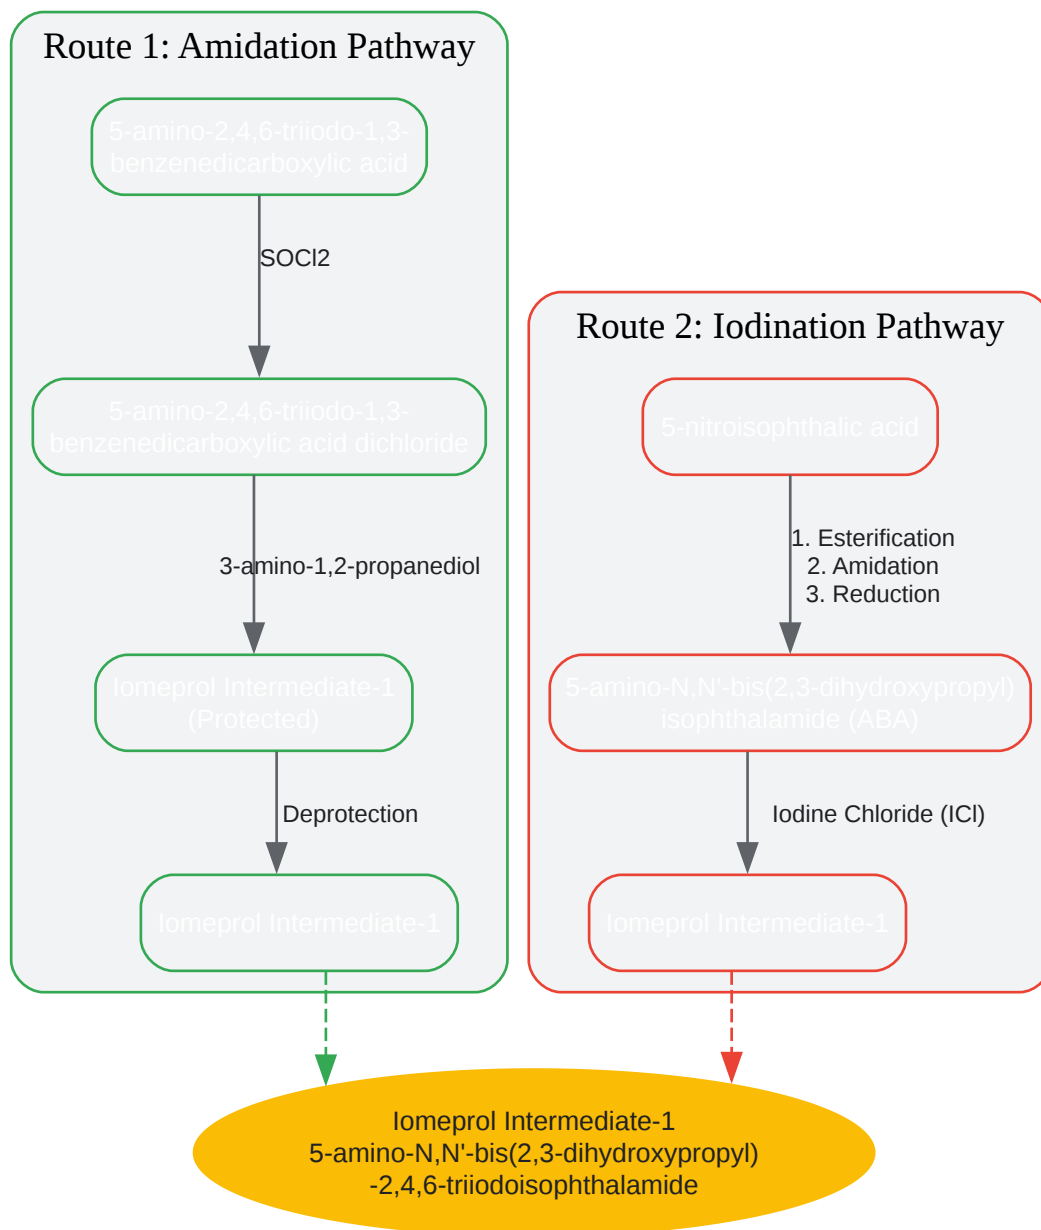 Route 1: Amidation Pathway
5-amino-2,4,6-triiodo-1,3-
benzenedicarboxylic acid
SOCl2
5-amino-2,4,6-triiodo-1,3-
benzenedicarboxylic acid dichloride
3-amino-1,2-propanediol
Iomeprol Intermediate-1
(Protected)
Deprotection
Iomeprol Intermediate-1
Route 2: Iodination Pathway
5-nitroisophthalic acid
1. Esterification
2. Amidation
3. Reduction
5-amino-N,N'-bis(2,3-dihydroxypropyl)
isophthalamide (ABA)
Iodine Chloride (ICl)
Iomeprol Intermediate-1
Iomeprol Intermediate-1
5-amino-N,N'-bis(2,3-dihydroxypropyl)
-2,4,6-triiodoisophthalamide